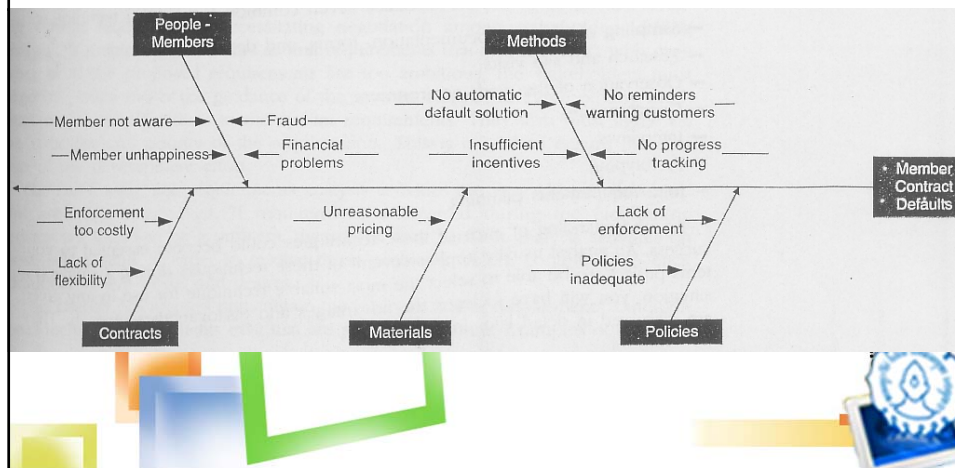 People -
Members
Methods
No automatic
default solution
No reminders
warning customers
Member not aware
Fraud
Member unhappiness
Financial
problems
Insufficient
incentives
No progress
tracking
Member
Contract
Defaults
Enforcement
too costly
Unreasonable
pricing
Lack of
enforcement
Lack of
flexibility
Policies
inadequate
Contracts
Materials
Policies